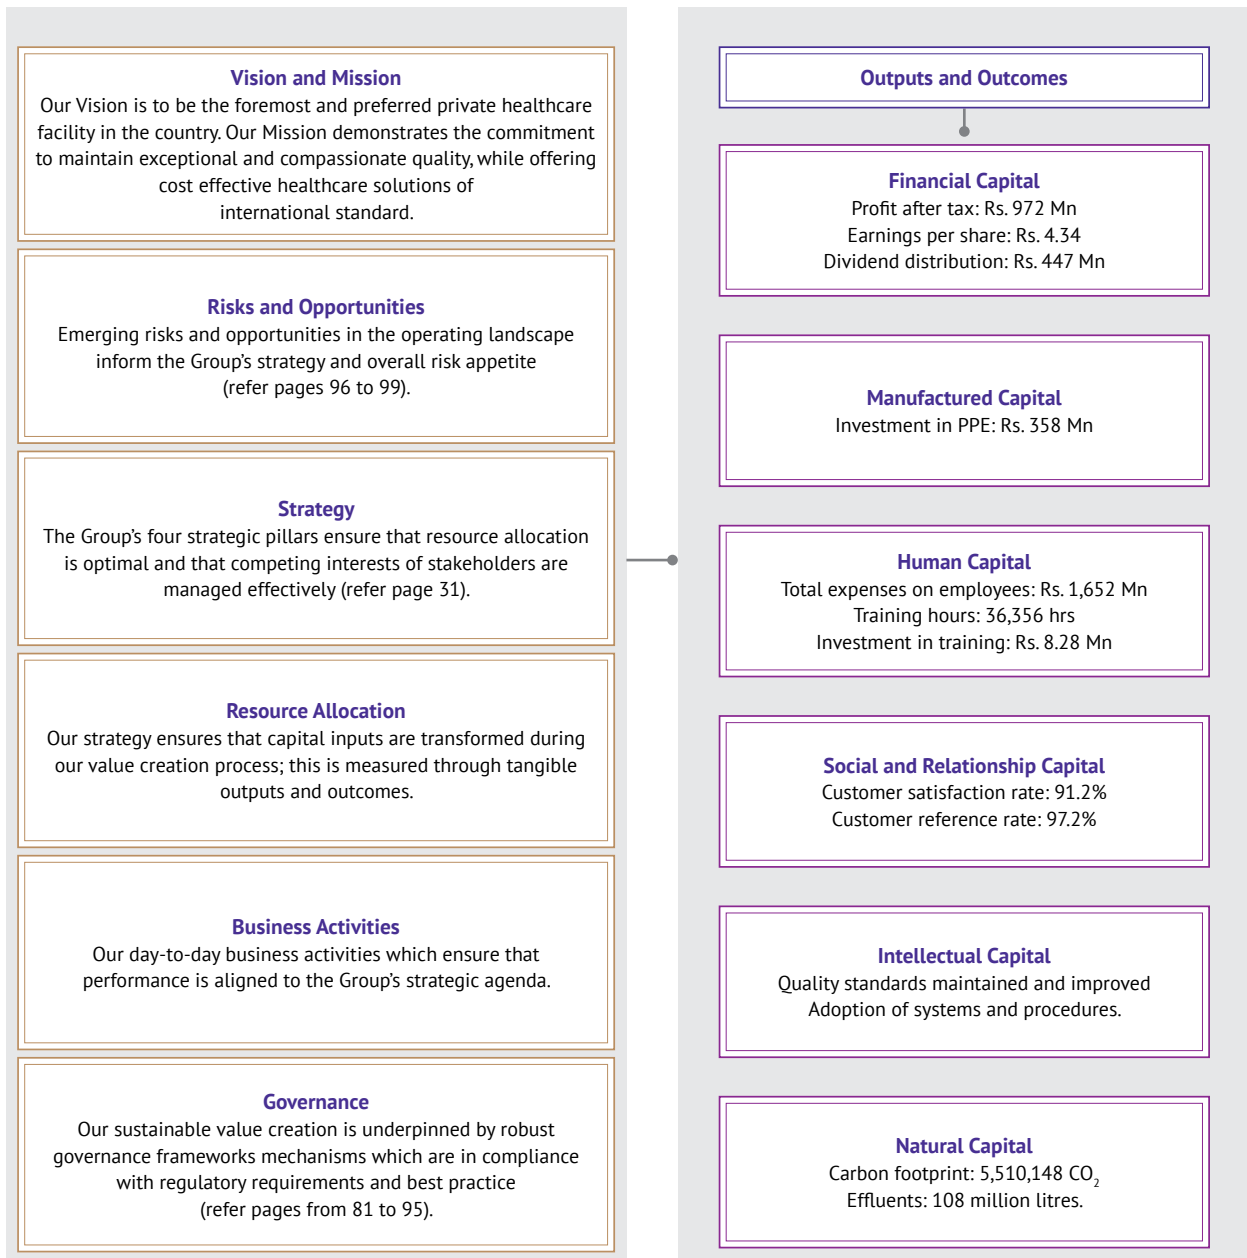 Vision and Mission
Our Vision is to be the foremost and preferred private healthcare
facility in the country. Our Mission demonstrates the commitment
to maintain exceptional and compassionate quality, while offering
cost effective healthcare solutions of
international standard.
Risks and Opportunities
Emerging risks and opportunities in the operating landscape
inform the Group's strategy and overall risk appetite
(refer pages 96 to 99).
Strategy
The Group's four strategic pillars ensure that resource allocation
is optimal and that competing interests of stakeholders are
managed effectively (refer page 31).
Resource Allocation
Our strategy ensures that capital inputs are transformed during
our value creation process; this is measured through tangible
outputs and outcomes.
Business Activities
Our day-to-day business activities which ensure that
performance is aligned to the Group's strategic agenda.
Governance
Our sustainable value creation is underpinned by robust
governance frameworks mechanisms which are in compliance
with regulatory requirements and best practice
(refer pages from 81 to 95).
Outputs and Outcomes
Financial Capital
Profit after tax: Rs. 972 Mn
Earnings per share: Rs. 4.34
Dividend distribution: Rs. 447 Mn
Manufactured Capital
Investment in PPE: Rs. 358 Mn
Human Capital
Total expenses on employees: Rs. 1,652 Mn
Training hours: 36,356 hrs
Investment in training: Rs. 8.28 Mn
Social and Relationship Capital
Customer satisfaction rate: 91.2%
Customer reference rate: 97.2%
Intellectual Capital
Quality standards maintained and improved
Adoption of systems and procedures.
Natural Capital
Carbon footprint: 5,510,148 CO₂
Effluents: 108 million litres.